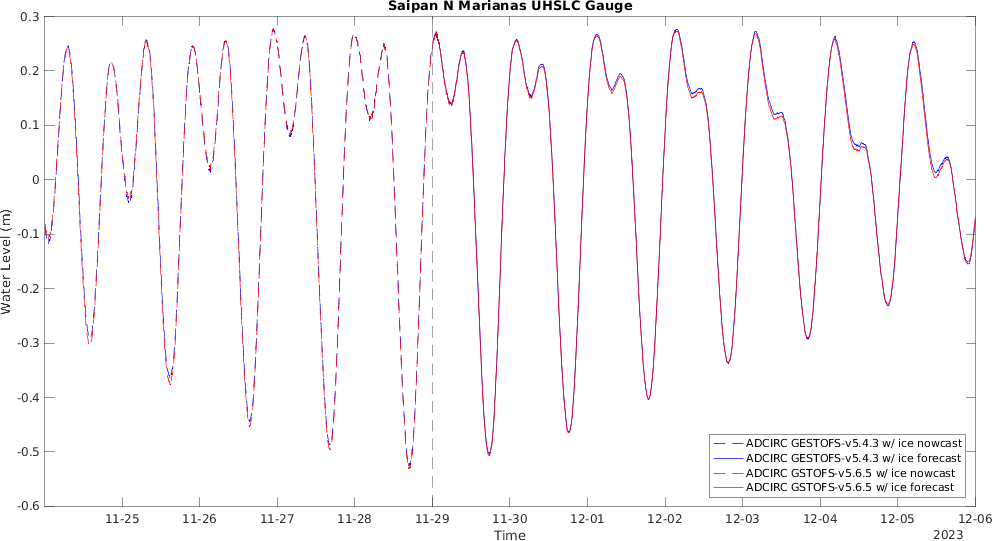 Saipan N Marianas UHSLC Gauge
0.3
0.2
0.1
0
-0.1
-0.2
-0.3
-0.4
-0.5
-0.6
Water Level (m)
ADCIRC GESTOFS-v5.4.3 w/ ice nowcast
ADCIRC GESTOFS-v5.4.3 w/ ice forecast
ADCIRC GSTOFS-v5.6.5 w/ ice nowcast
ADCIRC GSTOFS-v5.6.5 w/ ice forecast
11-25 11-26 11-27 11-28 11-29 11-30 12-01 12-02 12-03 12-04 12-05 12-06
Time
2023